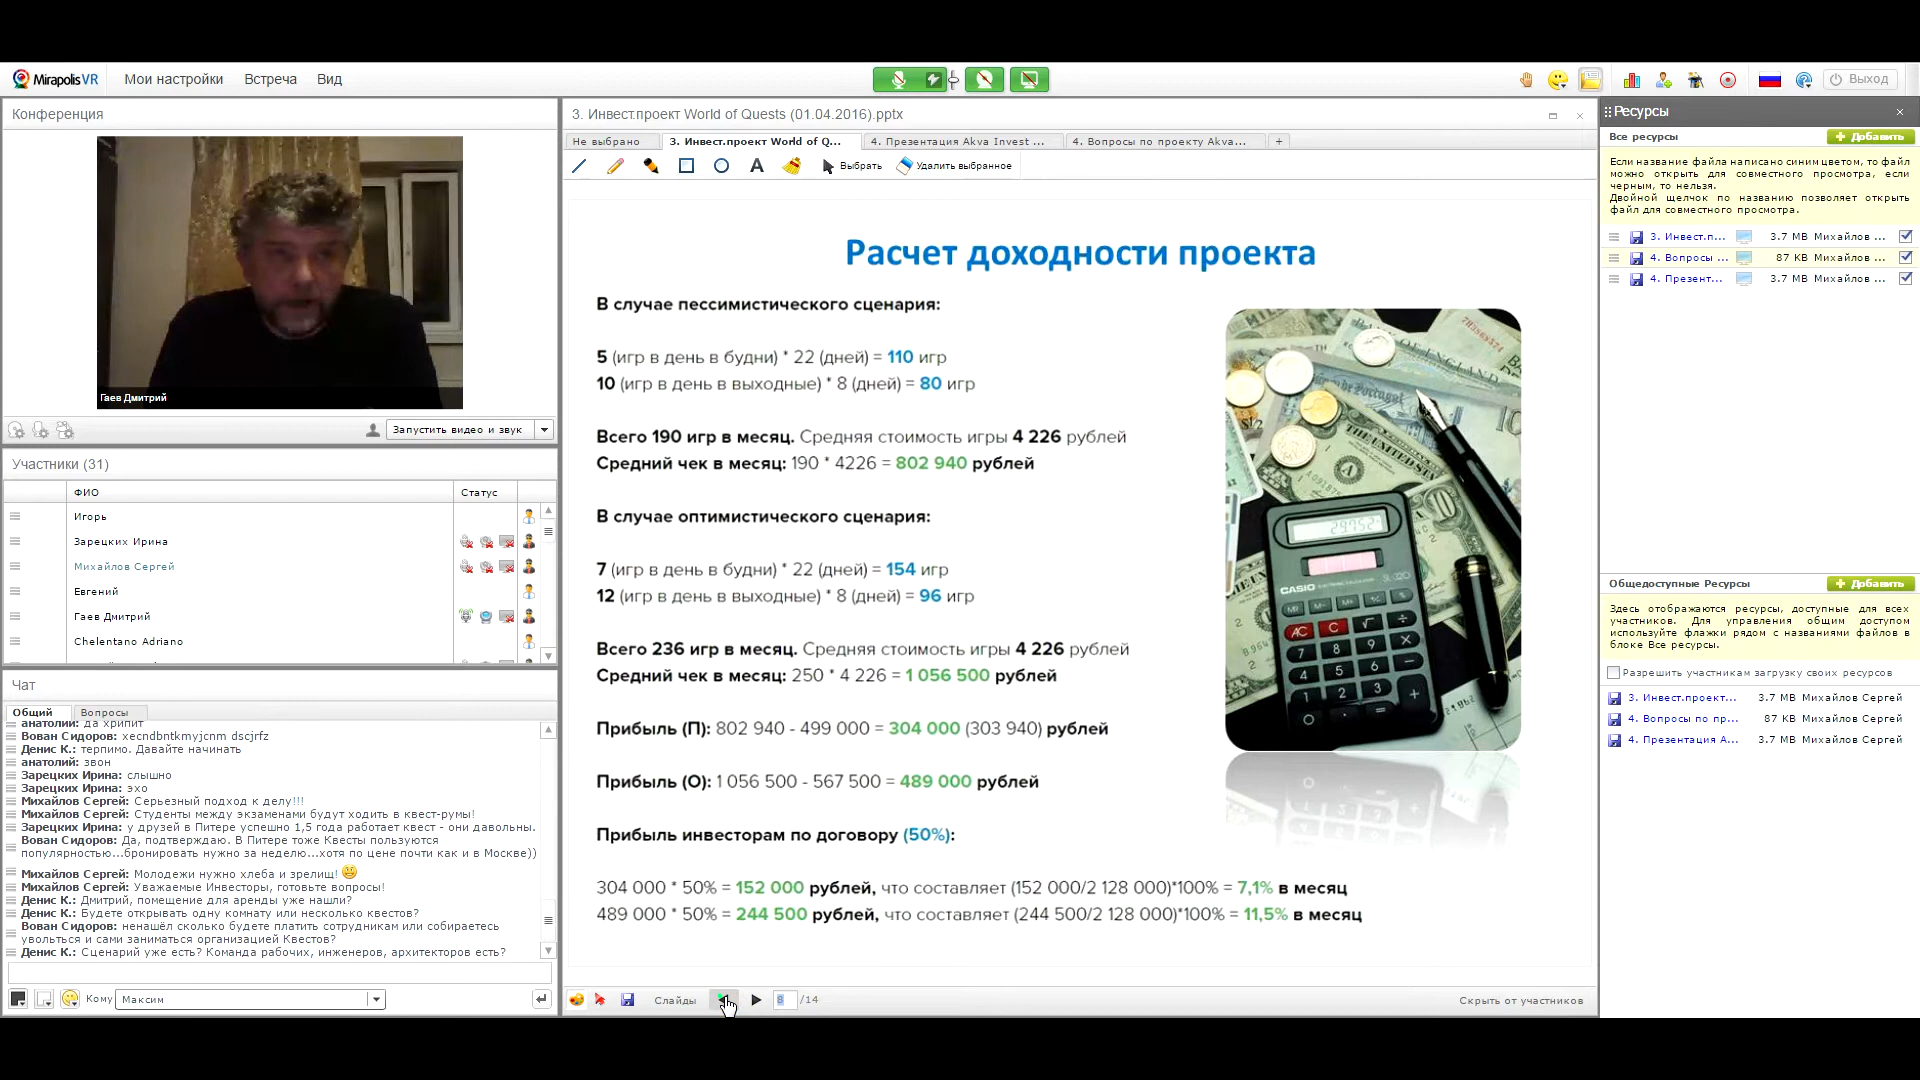 Mirapolis VR
Мои настройки
Встреча
Вид
Выход
Конференция
Гаев Дмитрий
Запустить видео и звук
Участники (31)
ФИО
Статус
Игорь
Зарецких Ирина
Михайлов Сергей
Евгений
Гаев Дмитрий
Chelentano Adriano
Чат
Общий
Вопросы
анатолий: да хрипит
Вован Сидоров: xecndbntkmyjcnm dscjrfz
Денис К.: терпимо. Давайте начинать
анатолий: звон
Зарецких Ирина: слышно
Зарецких Ирина: эхо
Михайлов Сергей: Серьезный подход к делу!!!
Михайлов Сергей: Студенты между экзаменами будут ходить в квест-румы!
Зарецких Ирина: у друзей в Питере успешно 1,5 года работает квест - они давольны.
Вован Сидоров: Да, подтверждаю. В Питере тоже Квесты пользуются
популярностью...бронировать нужно за неделю...хотя по цене почти как и в Москве))
Михайлов Сергей: Молодежи нужно хлеба и зрелищ!
Михайлов Сергей: Уважаемые Инвесторы, готовьте вопросы!
Денис К.: Дмитрий, помещение для аренды уже нашли?
Денис К.: Будете открывать одну комнату или несколько квестов?
Вован Сидоров: ненашёл сколько будете платить сотрудникам или собираетесь
увольться и сами заниматься организацией Квестов?
Денис К.: Сценарий уже есть? Команда рабочих, инженеров, архитекторов есть?
Кому
Максим
3. Инвест.проект World of Quests (01.04.2016).pptx
Не выбрано
3. Инвест.проект World of Q...
4. Презентация Akva Invest ...
4. Вопросы по проекту Akva...
+
A
Выбрать
Удалить выбранное
Расчет доходности проекта
В случае пессимистического сценария:
5 (игр в день в будни) * 22 (дней) = 110 игр
10 (игр в день в выходные) * 8 (дней) = 80 игр
Всего 190 игр в месяц. Средняя стоимость игры 4 226 рублей
Средний чек в месяц: 190 * 4226 = 802 940 рублей
В случае оптимистического сценария:
7 (игр в день в будни) * 22 (дней) = 154 игр
12 (игр в день в выходные) * 8 (дней) = 96 игр
Всего 236 игр в месяц. Средняя стоимость игры 4 226 рублей
Средний чек в месяц: 250 * 4 226 = 1 056 500 рублей
Прибыль (П): 802 940 - 499 000 = 304 000 (303 940) рублей
Прибыль (О): 1 056 500 - 567 500 = 489 000 рублей
Прибыль инвесторам по договору (50%):
304 000 * 50% = 152 000 рублей, что составляет (152 000/2 128 000)*100% = 7,1% в месяц
489 000 * 50% = 244 500 рублей, что составляет (244 500/2 128 000)*100% = 11,5% в месяц
CASIO
AC C
7 8 9 X
4 5 6 −
1 2 3 +
Слайды
8
/14
Скрыть от участников
Ресурсы
Все ресурсы
Добавить
Если название файла написано синим цветом, то файл
можно открыть для совместного просмотра, если
черным, то нельзя.
Двойной щелчок по названию позволяет открыть
файл для совместного просмотра.
3. Инвест.п... 3.7 MB Михайлов ...
4. Вопросы ... 87 KB Михайлов ...
4. Презент... 3.7 MB Михайлов ...
Общедоступные Ресурсы
Добавить
Здесь отображаются ресурсы, доступные для всех
участников. Для управления общим доступом
используйте флажки рядом с названиями файлов в
блоке Все ресурсы.
Разрешить участникам загрузку своих ресурсов
3. Инвест.проект... 3.7 MB Михайлов Сергей
4. Вопросы по пр... 87 KB Михайлов Сергей
4. Презентация А... 3.7 MB Михайлов Сергей